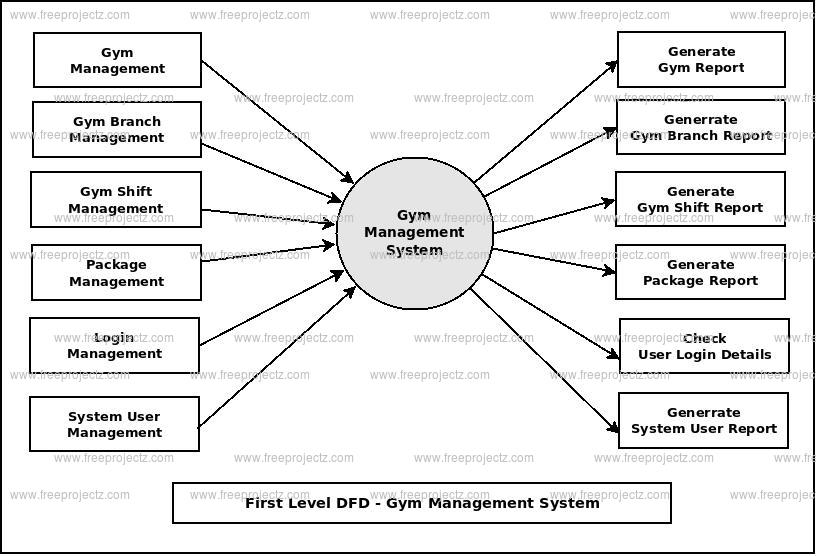 www.freeprojectz.com www.freeprojectz.com www.freeprojectz.com www.freeprojectz.com www.freeprojectz
Gym
Management
Gym Branch
Management
Gym Shift
Management
Package
Management
Login
Management
System User
Management
Gym
Management
System
Generate
Gym Report
Generrate
Gym Branch Report
Generate
Gym Shift Report
Generate
Package Report
Check
User Login Details
Generrate
System User Report
First Level DFD - Gym Management System